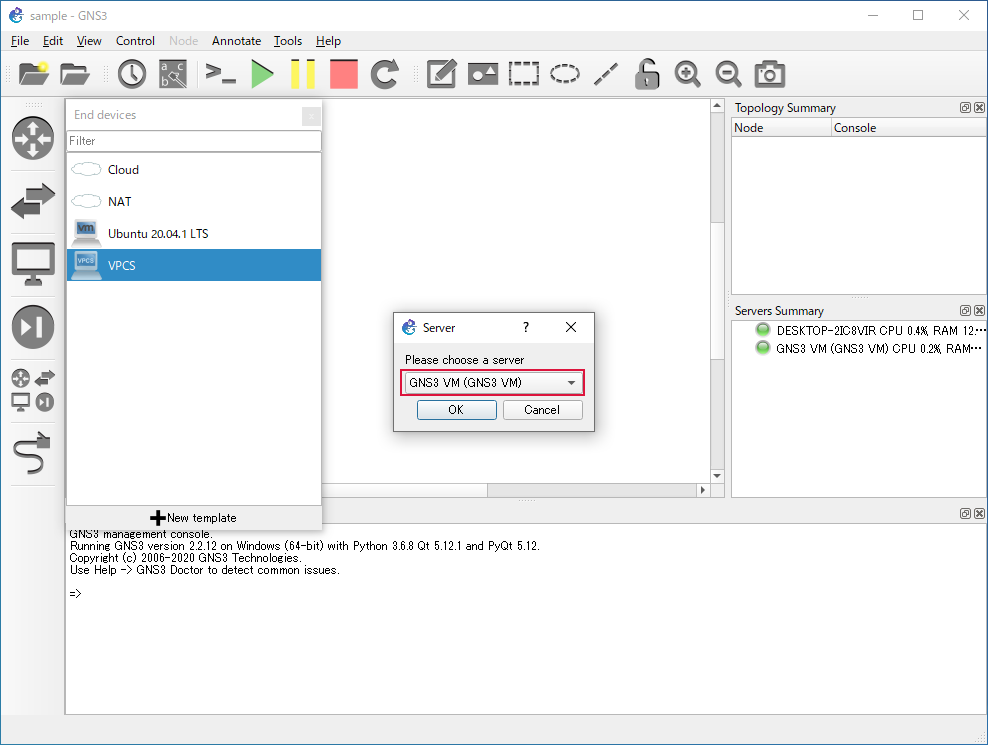 sample - GNS3
File Edit View Control Node Annotate Tools Help
End devices
Filter
Cloud
NAT
vm Ubuntu 20.04.1 LTS
VPCS VPCS
New template
Topology Summary
Node Console
Servers Summary
DESKTOP-2IC8VIR CPU 0.4%, RAM 12.…
GNS3 VM (GNS3 VM) CPU 0.2%, RAM…
Server ?
Please choose a server
GNS3 VM (GNS3 VM)
OK Cancel
GNS3 management console.
Running GNS3 version 2.2.12 on Windows (64-bit) with Python 3.6.8 Qt 5.12.1 and PyQt 5.12.
Copyright (c) 2006-2020 GNS3 Technologies.
Use Help -> GNS3 Doctor to detect common issues.
=>